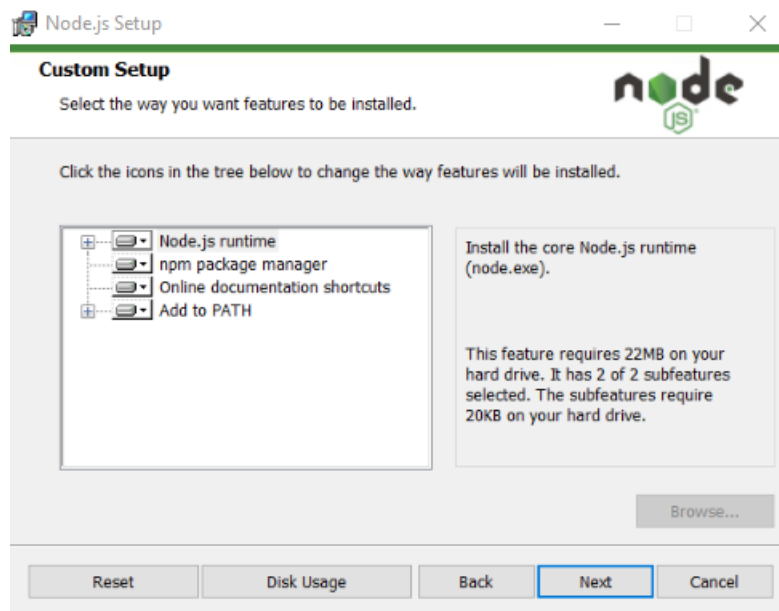 Node.js Setup
Custom Setup
Select the way you want features to be installed.
node
JS
Click the icons in the tree below to change the way features will be installed.
Node.js runtime
npm package manager
Online documentation shortcuts
Add to PATH
Install the core Node.js runtime
(node.exe).
This feature requires 22MB on your
hard drive. It has 2 of 2 subfeatures
selected. The subfeatures require
20KB on your hard drive.
Browse...
Reset
Disk Usage
Back
Next
Cancel